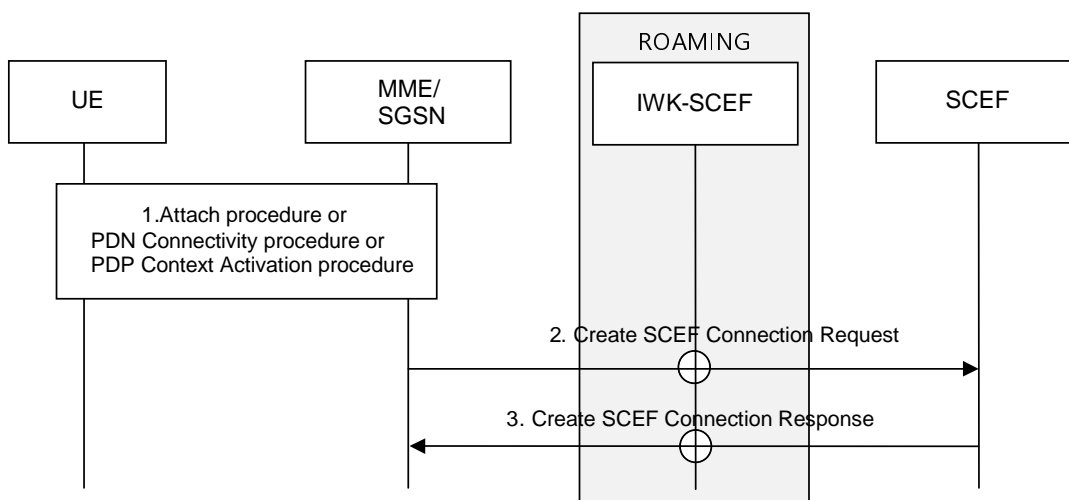 ROAMING
UE
MME/
SGSN
IWK-SCEF
SCEF
1.Attach procedure or
PDN Connectivity procedure or
PDP Context Activation procedure
2. Create SCEF Connection Request
3. Create SCEF Connection Response